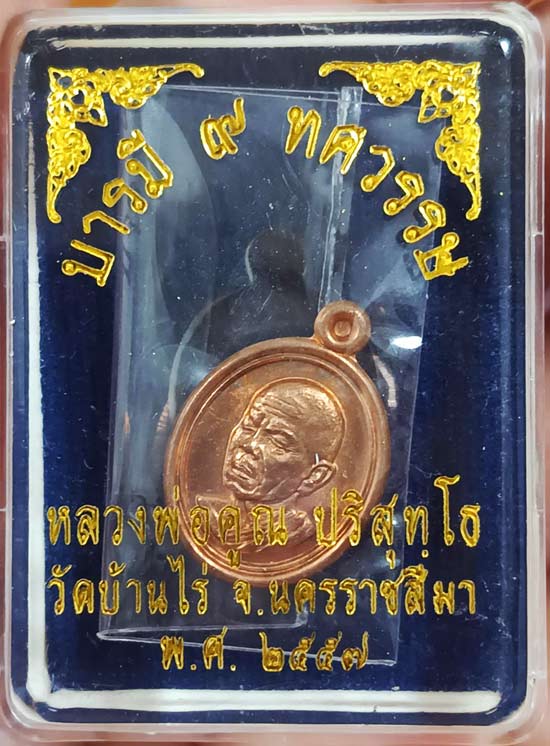 บารมี ๙ ทศวรรษ
หลวงพ่อคูณ ปริสุทฺโธ
วัดบ้านไร่ จ.นครราชสีมา
พ.ศ. ๒๕๕๗